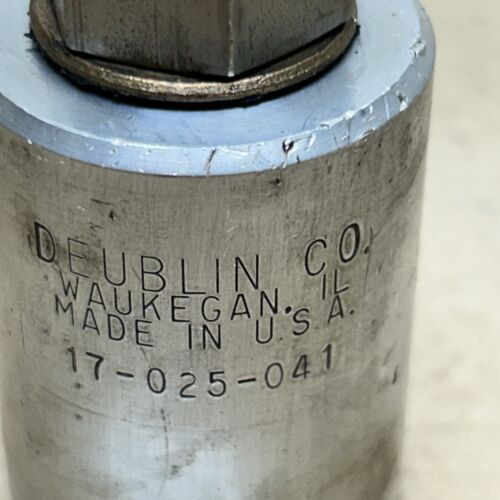 DEUBLIN CO.
WAUKEGAN. IL
MADE IN U.S.A.
17-025-041